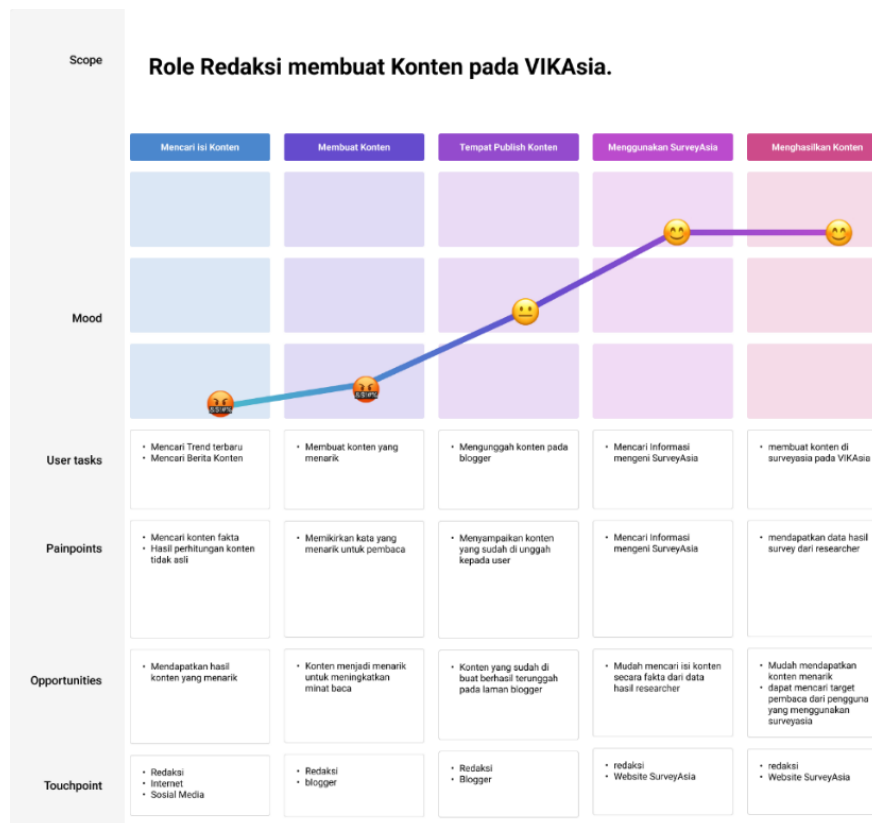 Scope
Role Redaksi membuat Konten pada VIKAsia.
Mencari isi Konten
Membuat Konten
Tempat Publish Konten
Menggunakan SurveyAsia
Menghasilkan Konten
Mood
User tasks
• Mencari Trend terbaru
• Mencari Berita Konten
• Membuat konten yang
menarik
• Mengunggah konten pada
blogger
• Mencari Informasi
mengeni SurveyAsia
• membuat konten di
surveyasia pada VIKAsia
Painpoints
• Mencari konten fakta
• Hasil perhitungan konten
tidak asli
• Memikirkan kata yang
menarik untuk pembaca
• Menyampaikan konten
yang sudah di unggah
kepada user
• Mencari Informasi
mengeni SurveyAsia
• mendapatkan data hasil
survey dari researcher
Opportunities
• Mendapatkan hasil
konten yang menarik
• Konten menjadi menarik
untuk meningkatkan
minat baca
• Konten yang sudah di
buat berhasil terunggah
pada laman blogger
• Mudah mencari isi konten
secara fakta dari data
hasil researcher
• Mudah mendapatkan
konten menarik
• dapat mencari target
pembaca dari pengguna
yang menggunakan
surveyasia
Touchpoint
• Redaksi
• Internet
• Sosial Media
• Redaksi
• blogger
• Redaksi
• Blogger
• redaksi
• Website SurveyAsia
• redaksi
• Website SurveyAsia